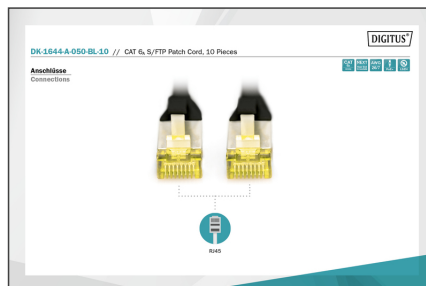 DIGITUS®
DK-1644-A-050-BL-10 // CAT 6A S/FTP Patch Cord, 10 Pieces
Anschlüsse
Connections
RJ45